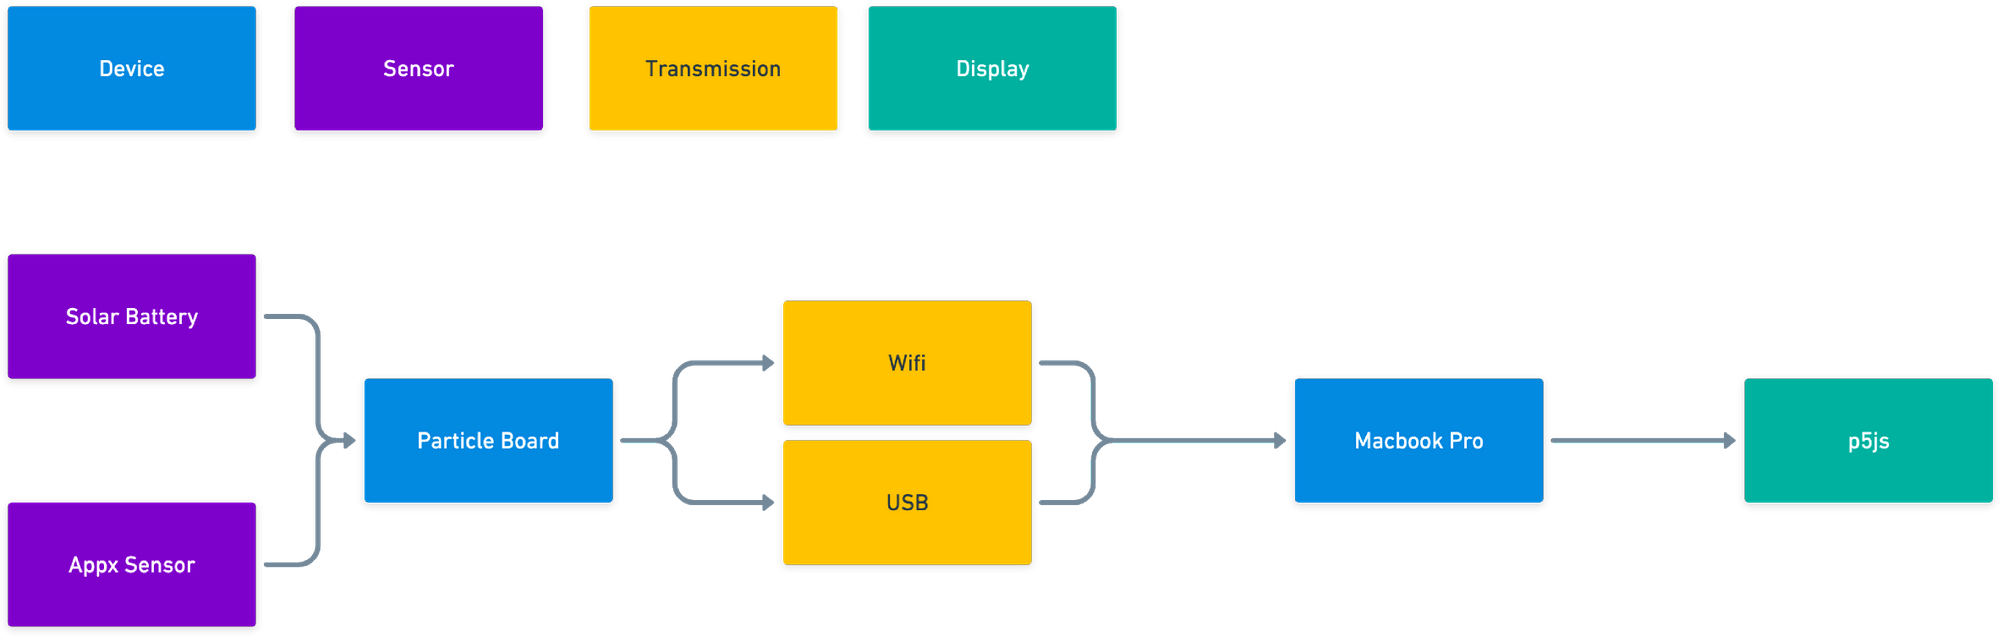 Device
Sensor
Transmission
Display
Solar Battery
Wifi
Particle Board
Macbook Pro
p5js
USB
Appx Sensor